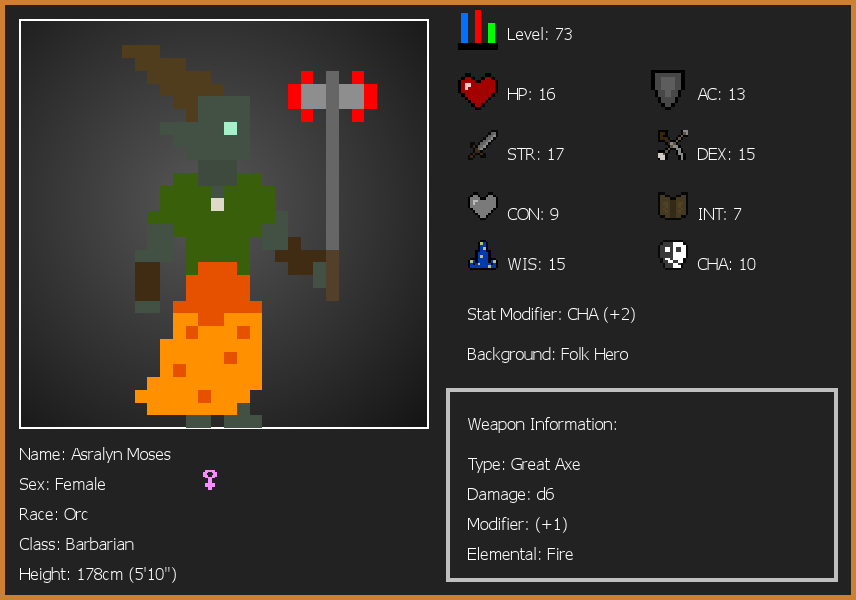 Level: 73
HP: 16
AC: 13
STR: 17
DEX: 15
CON: 9
INT: 7
WIS: 15
CHA: 10
Stat Modifier: CHA (+2)
Background: Folk Hero
Weapon Information:
Type: Great Axe
Damage: d6
Modifier: (+1)
Elemental: Fire
Name: Asralyn Moses
Sex: Female
Race: Orc
Class: Barbarian
Height: 178cm (5'10")